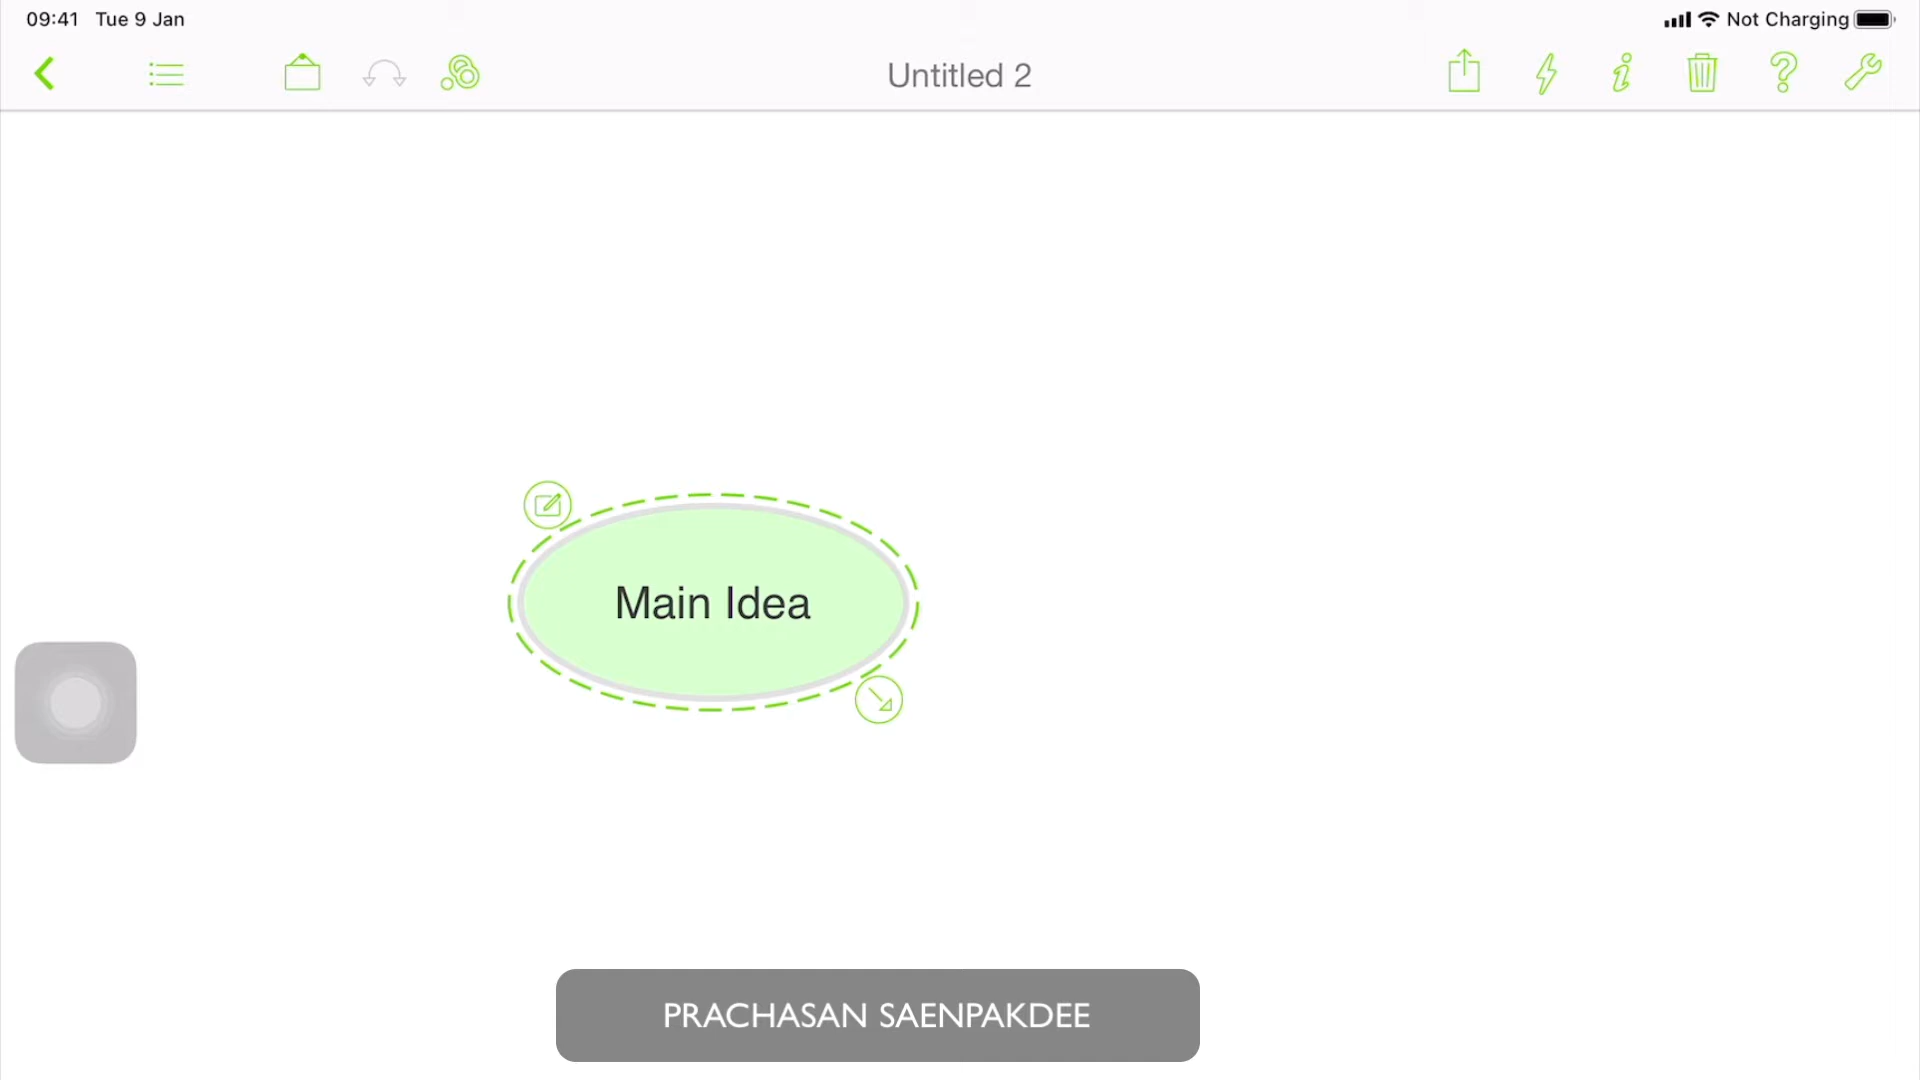 09:41 Tue 9 Jan
Not Charging
Untitled 2
Main Idea
PRACHASAN SAENPAKDEE